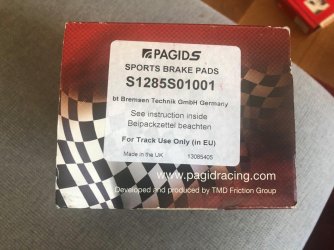 PAGIDS
SPORTS BRAKE PADS
S1285S01001
bt Bremsen Technik GmbH Germany
See instruction inside
Beipackzettel beachten
For Track Use Only (in EU)
Made in the UK 13085405
www.pagidracing.com
Developed and produced by TMD Friction Group